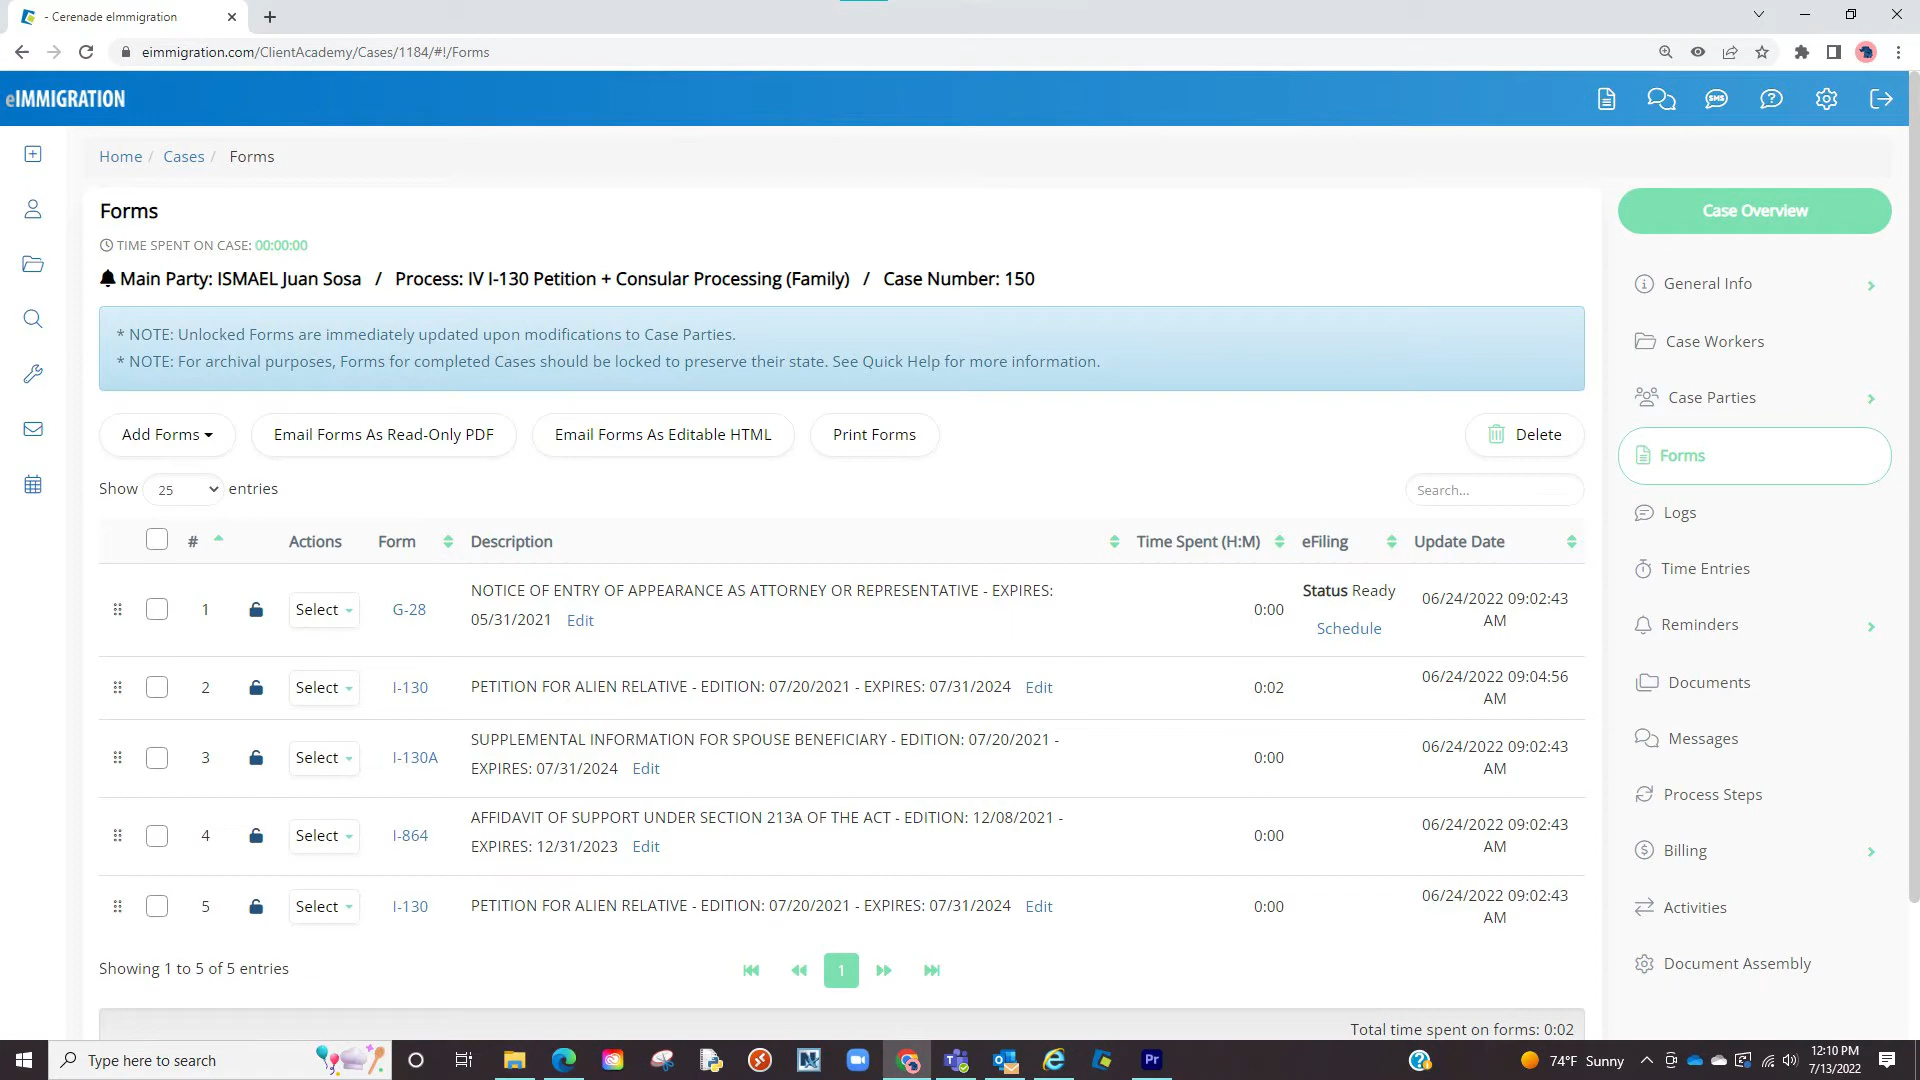 - Cerenade eImmigration
eimmigration.com/ClientAcademy/Cases/1184/#!/Forms
eIMMIGRATION
SMS
Home / Cases / Forms
Forms
TIME SPENT ON CASE: 00:00:00
Main Party: ISMAEL Juan Sosa / Process: IV I-130 Petition + Consular Processing (Family) / Case Number: 150
* NOTE: Unlocked Forms are immediately updated upon modifications to Case Parties.
* NOTE: For archival purposes, Forms for completed Cases should be locked to preserve their state. See Quick Help for more information.
Add Forms
Email Forms As Read-Only PDF
Email Forms As Editable HTML
Print Forms
Delete
Show 25 entries
Search...
# Actions Form Description Time Spent (H:M) eFiling Update Date
1 Select G-28 NOTICE OF ENTRY OF APPEARANCE AS ATTORNEY OR REPRESENTATIVE - EXPIRES:
05/31/2021 Edit
0:00
Status Ready
Schedule
06/24/2022 09:02:43
AM
2 Select I-130 PETITION FOR ALIEN RELATIVE - EDITION: 07/20/2021 - EXPIRES: 07/31/2024 Edit
0:02
06/24/2022 09:04:56
AM
3 Select I-130A SUPPLEMENTAL INFORMATION FOR SPOUSE BENEFICIARY - EDITION: 07/20/2021 -
EXPIRES: 07/31/2024 Edit
0:00
06/24/2022 09:02:43
AM
4 Select I-864 AFFIDAVIT OF SUPPORT UNDER SECTION 213A OF THE ACT - EDITION: 12/08/2021 -
EXPIRES: 12/31/2023 Edit
0:00
06/24/2022 09:02:43
AM
5 Select I-130 PETITION FOR ALIEN RELATIVE - EDITION: 07/20/2021 - EXPIRES: 07/31/2024 Edit
0:00
06/24/2022 09:02:43
AM
Showing 1 to 5 of 5 entries
1
Total time spent on forms: 0:02
Case Overview
General Info
Case Workers
Case Parties
Forms
Logs
Time Entries
Reminders
Documents
Messages
Process Steps
Billing
Activities
Document Assembly
Type here to search
Pr
74°F Sunny
12:10 PM
7/13/2022